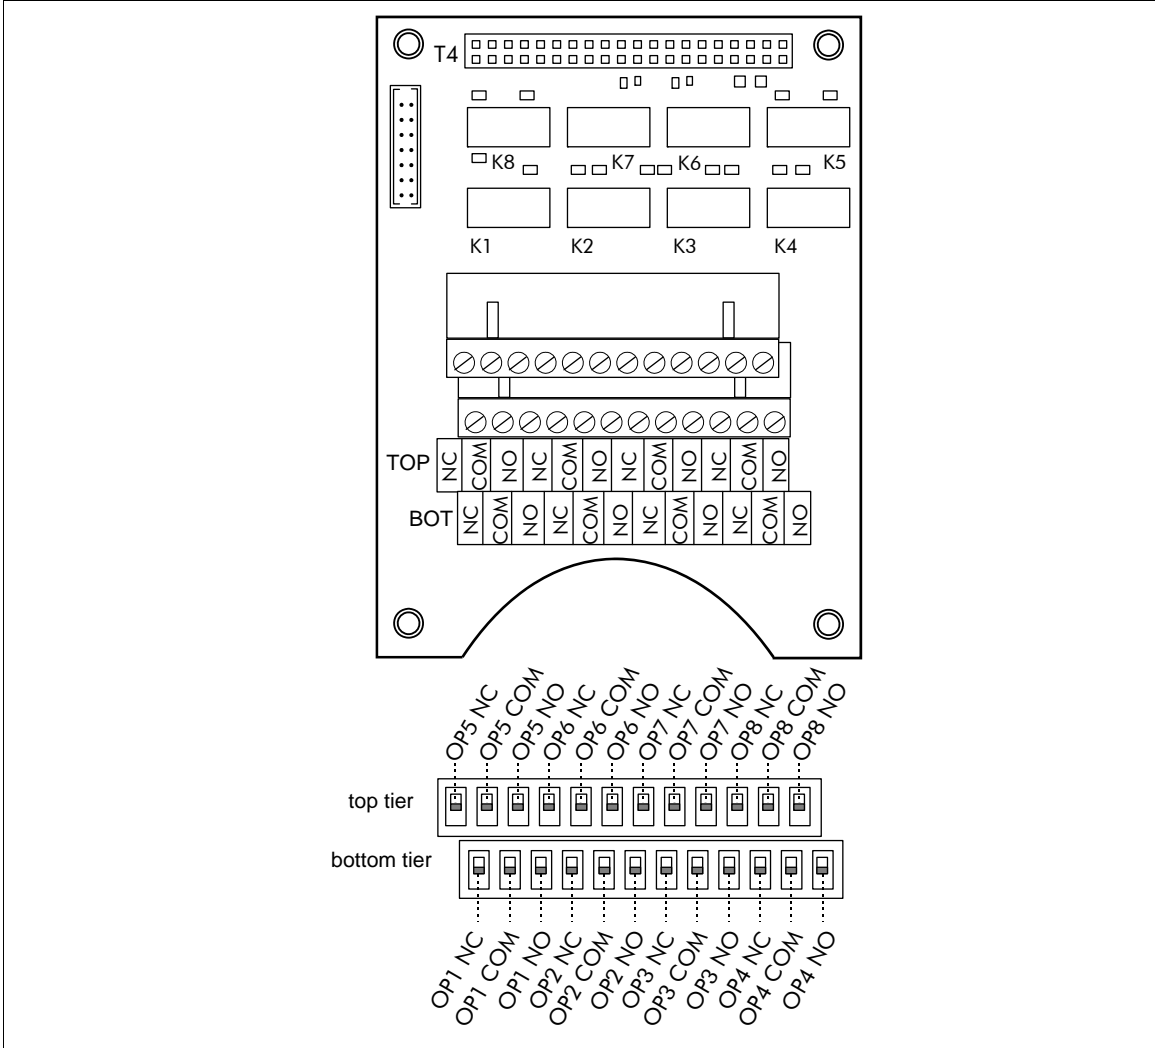 T4
K8 K7 K6 K5
K1 K2 K3 K4
TOP NC COM NO NC COM NO NC COM NO NC COM NO
BOT NC COM NO NC COM NO NC COM NO NC COM NO
OP5 NC OP5 COM OP5 NO OP6 NC OP6 COM OP6 NO OP7 NC OP7 COM OP7 NO OP8 NC OP8 COM OP8 NO
top tier
bottom tier
OP1 NC OP1 COM OP1 NO OP2 NC OP2 COM OP2 NO OP3 NC OP3 COM OP3 NO OP4 NC OP4 COM OP4 NO